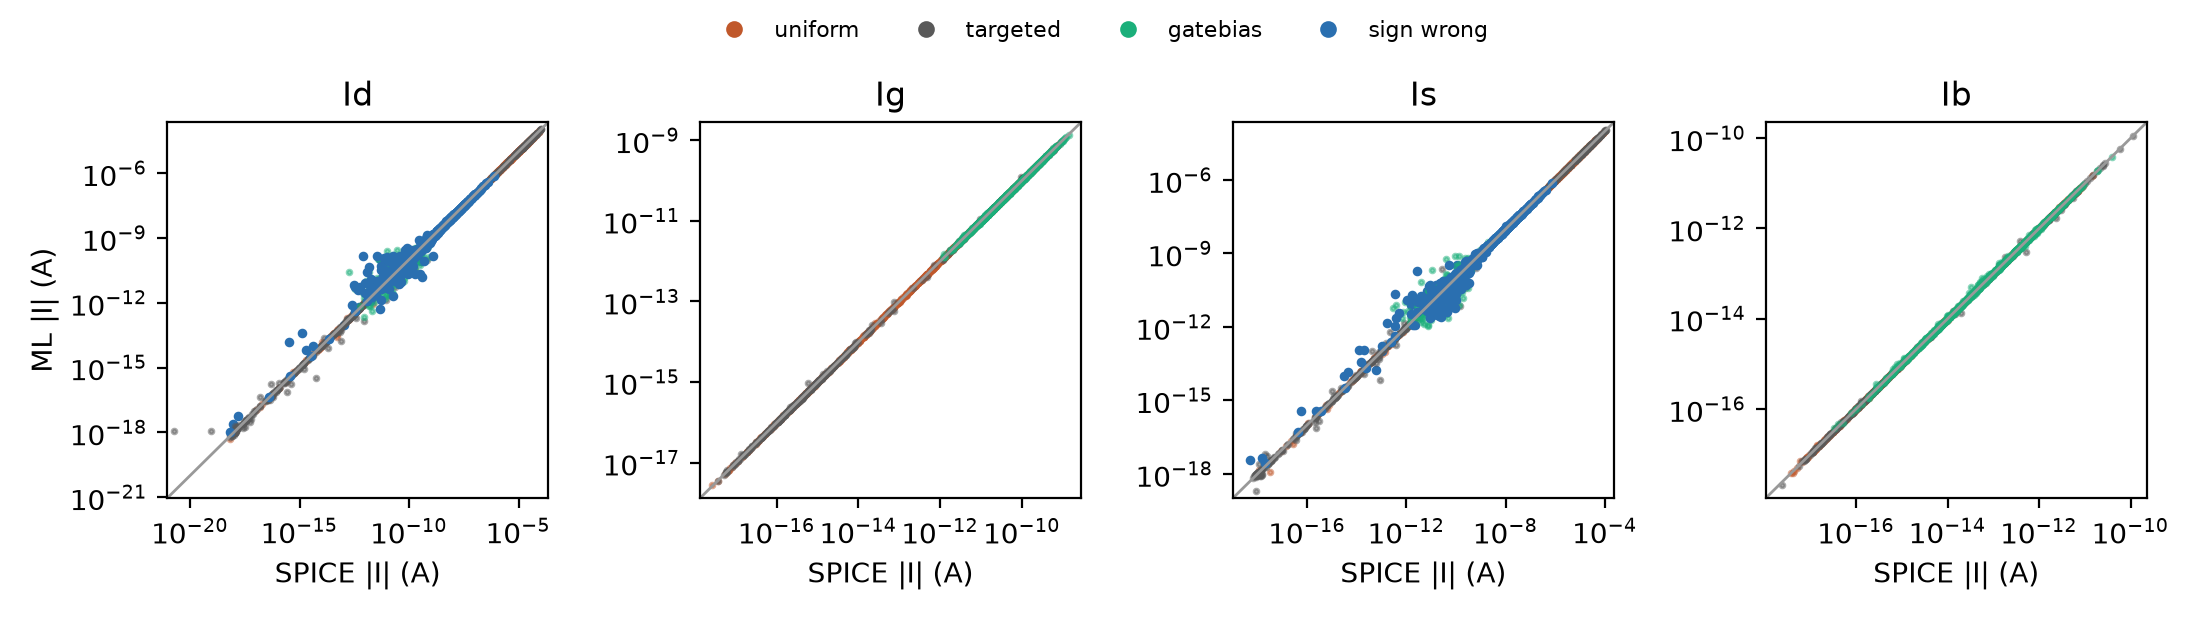 uniform targeted gatebias sign wrong
Id Ig Is Ib
ML |I| (A)
10⁻⁶
10⁻⁹
10⁻¹²
10⁻¹⁵
10⁻¹⁸
10⁻²¹
10⁻²⁰ 10⁻¹⁵ 10⁻¹⁰ 10⁻⁵
SPICE |I| (A)
10⁻⁹
10⁻¹¹
10⁻¹³
10⁻¹⁵
10⁻¹⁷
10⁻¹⁶ 10⁻¹⁴ 10⁻¹² 10⁻¹⁰
SPICE |I| (A)
10⁻⁶
10⁻⁹
10⁻¹²
10⁻¹⁵
10⁻¹⁸
10⁻¹⁶ 10⁻¹² 10⁻⁸ 10⁻⁴
SPICE |I| (A)
10⁻¹⁰
10⁻¹²
10⁻¹⁴
10⁻¹⁶
10⁻¹⁶ 10⁻¹⁴ 10⁻¹² 10⁻¹⁰
SPICE |I| (A)